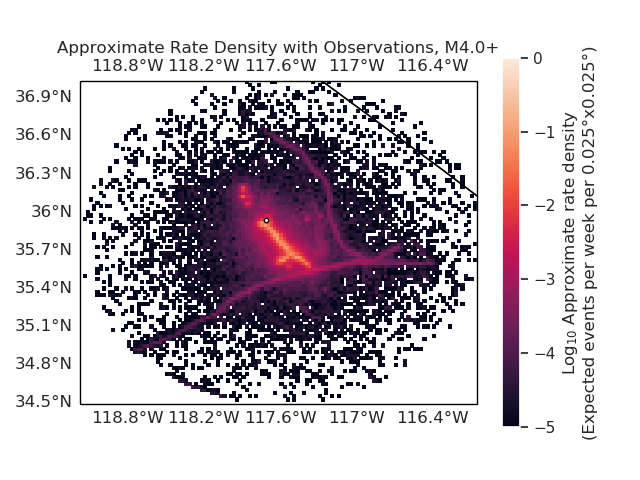 Approximate Rate Density with Observations, M4.0+
118.8°W 118.2°W 117.6°W 117°W 116.4°W
36.9°N
36.6°N
36.3°N
36°N
35.7°N
35.4°N
35.1°N
34.8°N
34.5°N
118.8°W 118.2°W 117.6°W 117°W 116.4°W
0
−1
−2
−3
−4
−5
Log₁₀ Approximate rate density
(Expected events per week per 0.025°x0.025°)